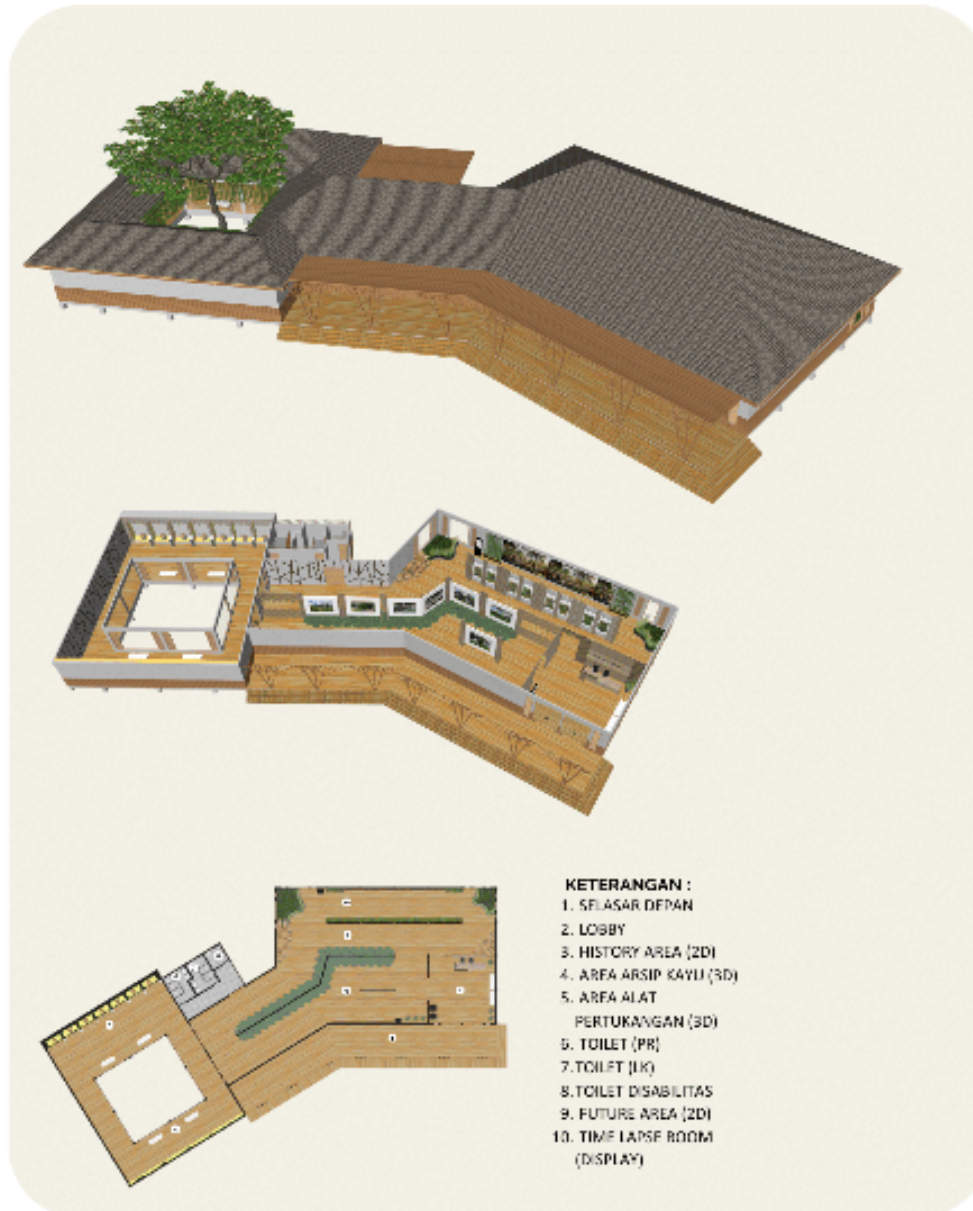 KETERANGAN :
1. SELASAR DEPAN
2. LOBBY
3. HISTORY AREA (2D)
4. AREA ARSIP KAYU (3D)
5. AREA ALAT
PERTUKANGAN (3D)
6. TOILET (PR)
7. TOILET (LK)
8. TOILET DISABILITAS
9. FUTURE AREA (2D)
10. TIME LAPSE ROOM
(DISPLAY)